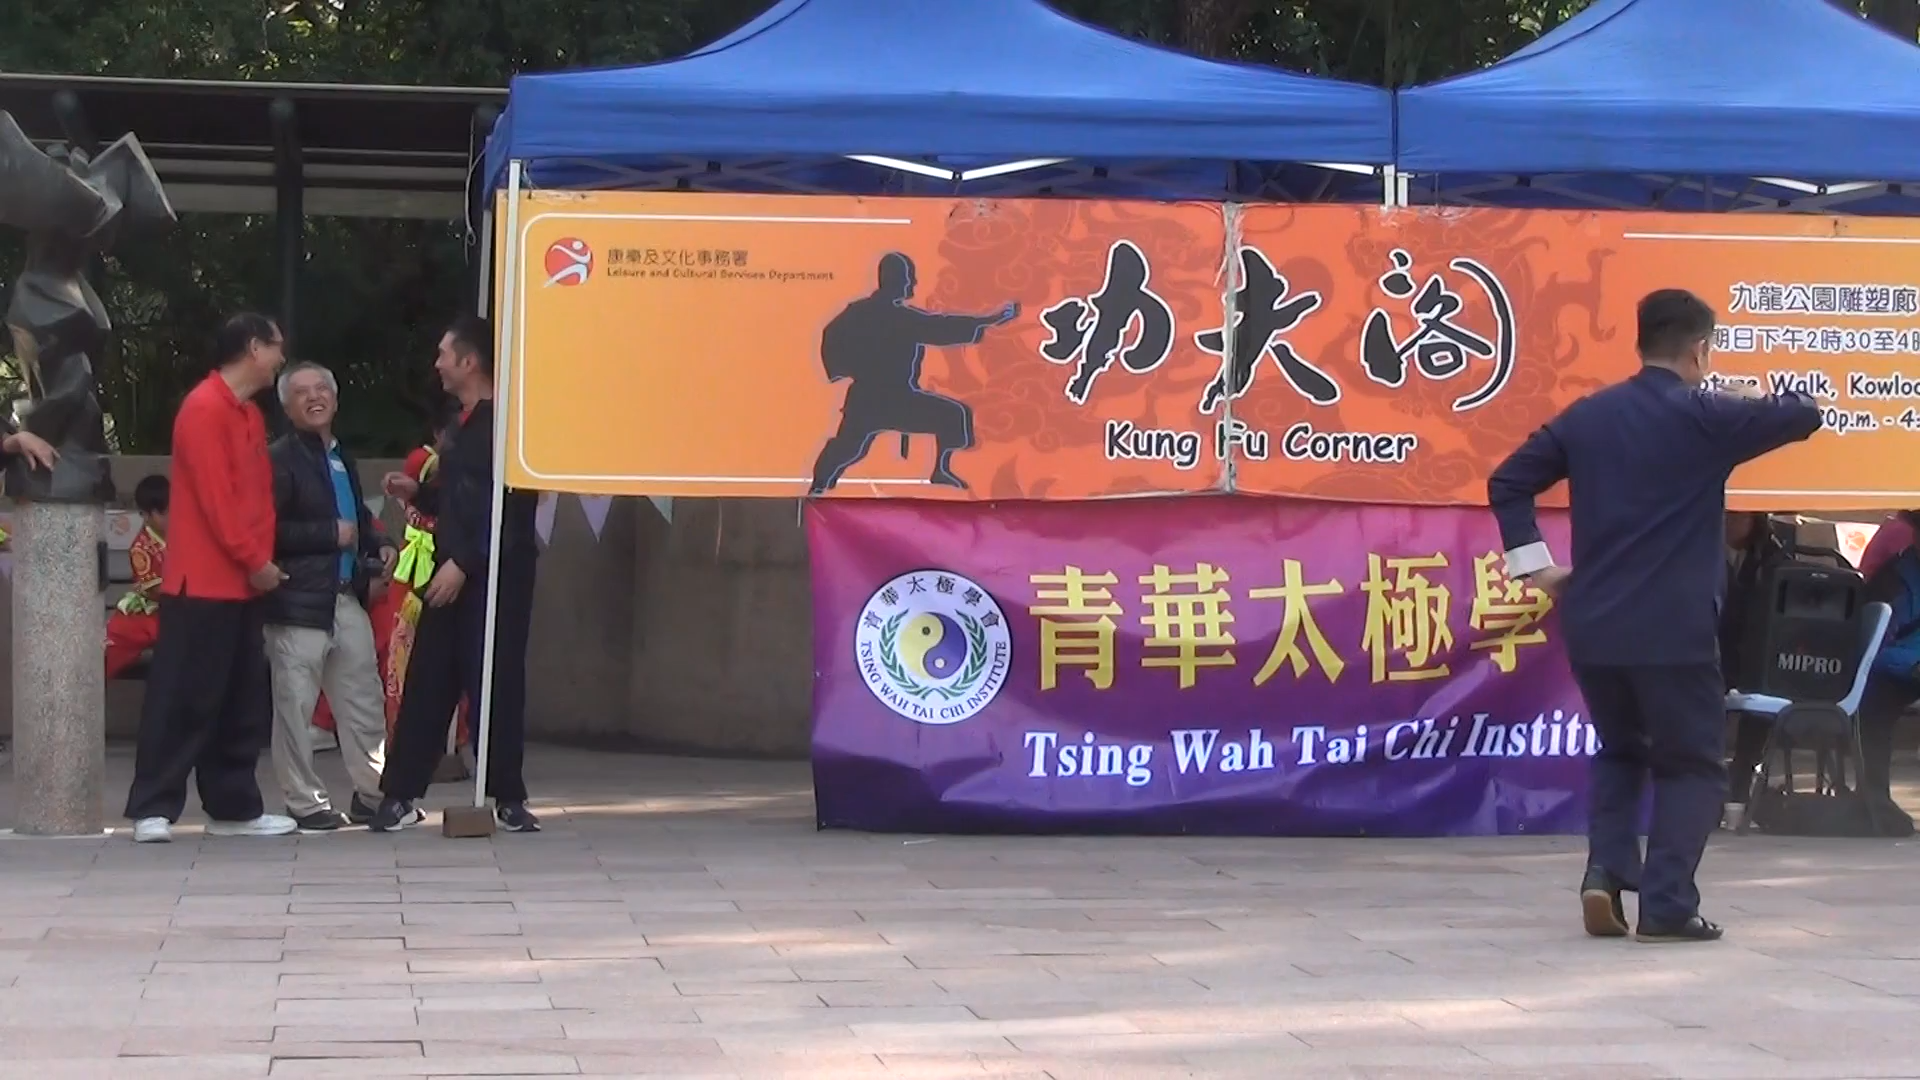 康樂及文化事務署
Leisure and Cultural Services Department
功夫閣
Kung Fu Corner
九龍公園雕塑廊
期日下午2時30至4時
Walk, Kowloo
30p.m. - 4:
青華太極學會
TSING WAH TAI CHI INSTITUTE
青華太極學
Tsing Wah Tai Chi Institu
MIPRO